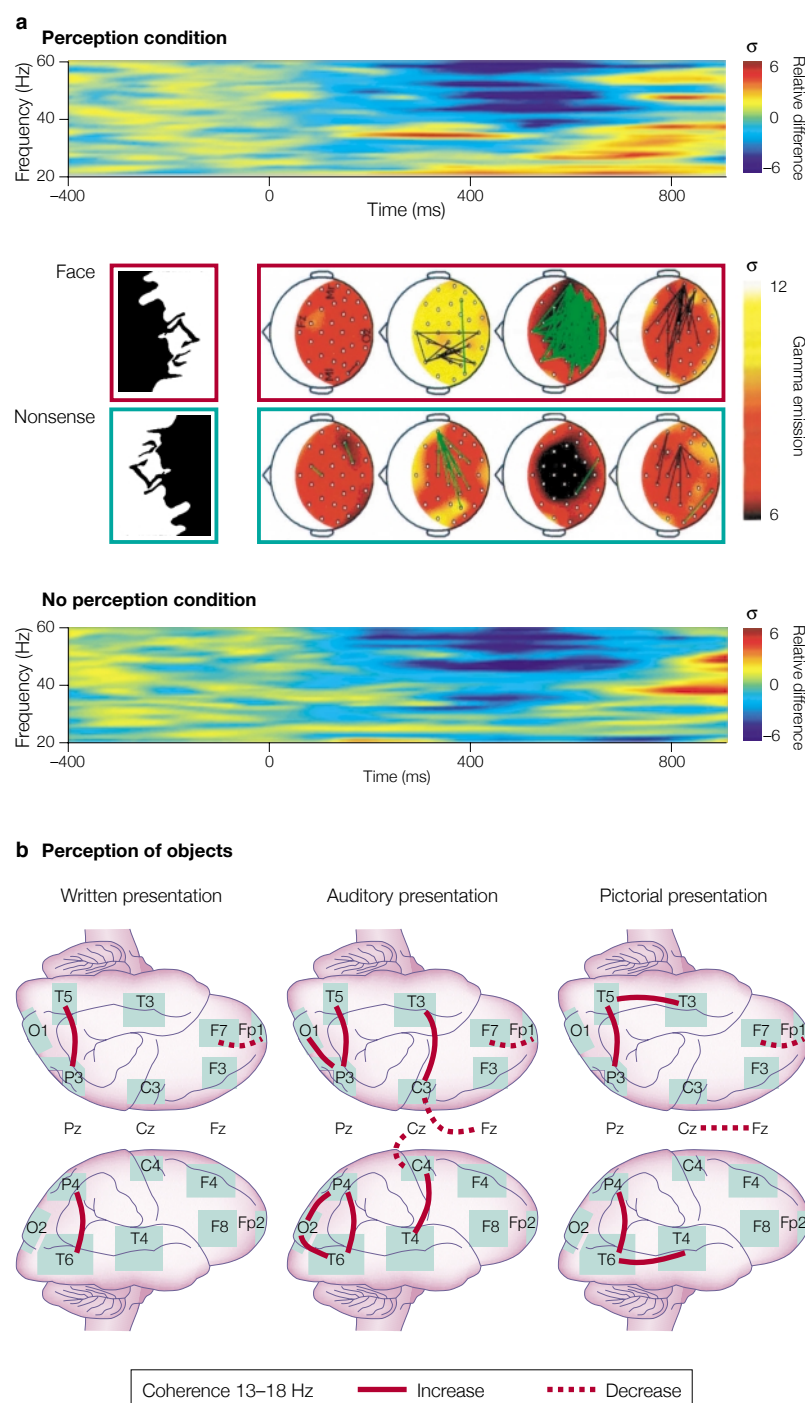 a
Perception condition
σ
60
40
20
Frequency (Hz)
–400
0
400
800
Time (ms)
6
0
–6
Relative difference
Face
Fz
Mr
Oz
Ml
Nonsense
σ
12
6
Gamma emission
No perception condition
σ
60
40
20
Frequency (Hz)
–400
0
400
800
Time (ms)
6
0
–6
Relative difference
b Perception of objects
Written presentation
Auditory presentation
Pictorial presentation
T5 T3 T5 T3 T5 T3
O1 F7 Fp1 O1 F7 Fp1 O1 F7 Fp1
P3 F3 P3 F3 P3 F3
C3 C3 C3
Pz Cz Fz Pz Cz Fz Pz Cz Fz
C4 C4 C4
P4 F4 P4 F4 P4 F4
O2 F8 Fp2 O2 F8 Fp2 O2 F8 Fp2
T6 T4 T6 T4 T6 T4
Coherence 13–18 Hz Increase Decrease